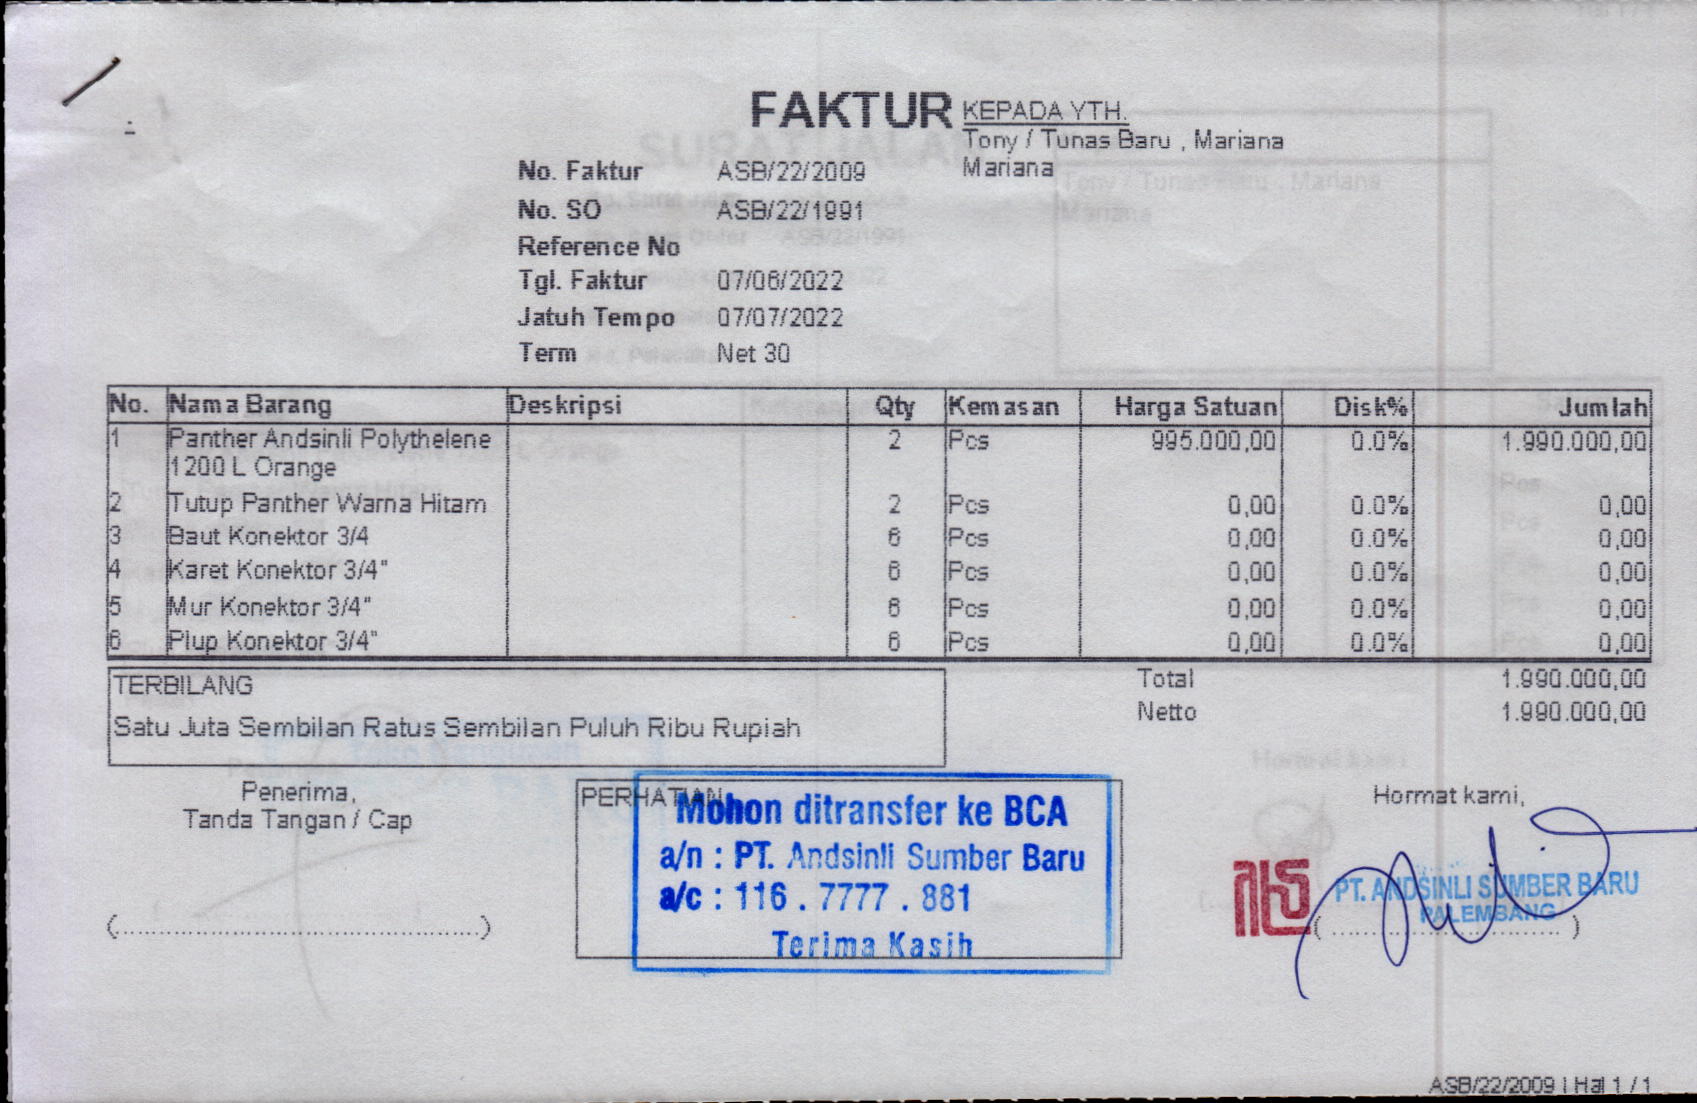 FAKTUR
KEPADA YTH.
Tony / Tunas Baru , Mariana
Mariana
No. Faktur ASB/22/2009
No. SO ASB/22/1991
Reference No
Tgl. Faktur 07/06/2022
Jatuh Tempo 07/07/2022
Term Net 30
No. Nama Barang Deskripsi Qty Kemasan Harga Satuan Disk% Jumlah
1 Panther Andsinli Polythelene 2 Pcs 995.000,00 0.0% 1.990.000,00
1200 L Orange
2 Tutup Panther Warna Hitam 2 Pcs 0,00 0.0% 0,00
3 Baut Konektor 3/4 6 Pcs 0,00 0.0% 0,00
4 Karet Konektor 3/4" 6 Pcs 0,00 0.0% 0,00
5 Mur Konektor 3/4" 6 Pcs 0,00 0.0% 0,00
6 Plup Konektor 3/4" 6 Pcs 0,00 0.0% 0,00
TERBILANG
Satu Juta Sembilan Ratus Sembilan Puluh Ribu Rupiah
Total 1.990.000,00
Netto 1.990.000,00
Penerima,
Tanda Tangan / Cap
(................................................)
PERHATIAN
Mohon ditransfer ke BCA
a/n : PT. Andsinli Sumber Baru
a/c : 116 . 7777 . 881
Terima Kasih
Hormat kami,
PT. ANDSINLI SUMBER BARU
PALEMBANG
(................................)
ASB/22/2009 | Hal 1 / 1